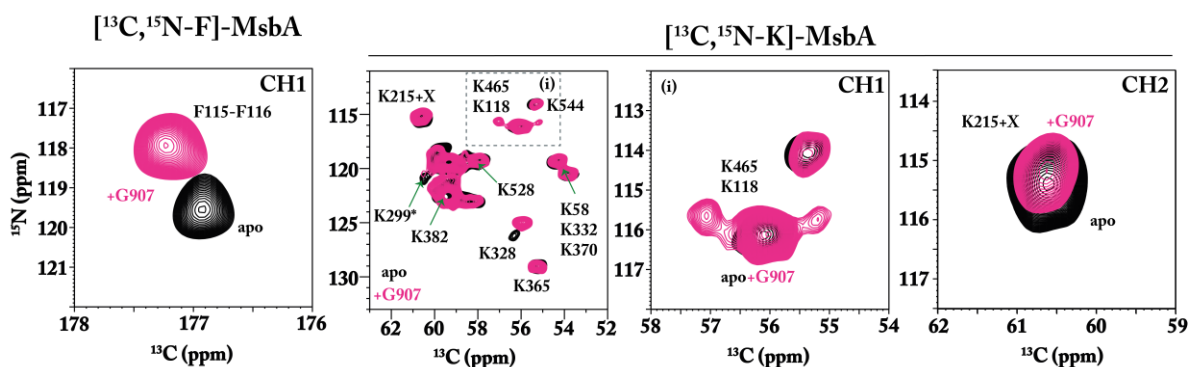 [¹³C,¹⁵N-F]-MsbA
[¹³C,¹⁵N-K]-MsbA
CH1
F115-F116
+G907
apo
117
118
119
120
121
¹⁵N (ppm)
178
177
176
¹³C (ppm)
(i)
K215+X
K465
K118
K544
K528
K299*
K382
K58
K332
K370
K328
K365
apo
+G907
115
120
125
130
60
58
56
54
52
¹³C (ppm)
(i)
CH1
K465
K118
apo+G907
113
114
115
116
117
58
57
56
55
54
¹³C (ppm)
CH2
K215+X
+G907
apo
114
115
116
62
61
60
59
¹³C (ppm)